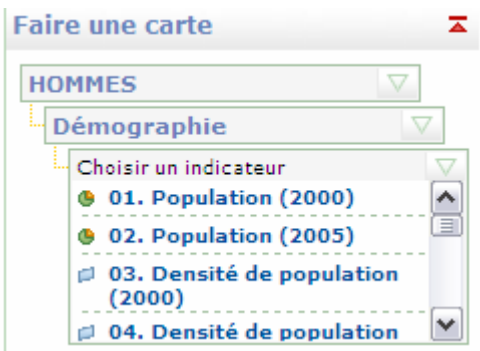 Faire une carte
HOMMES
Démographie
Choisir un indicateur
01. Population (2000)
02. Population (2005)
03. Densité de population
(2000)
04. Densité de population